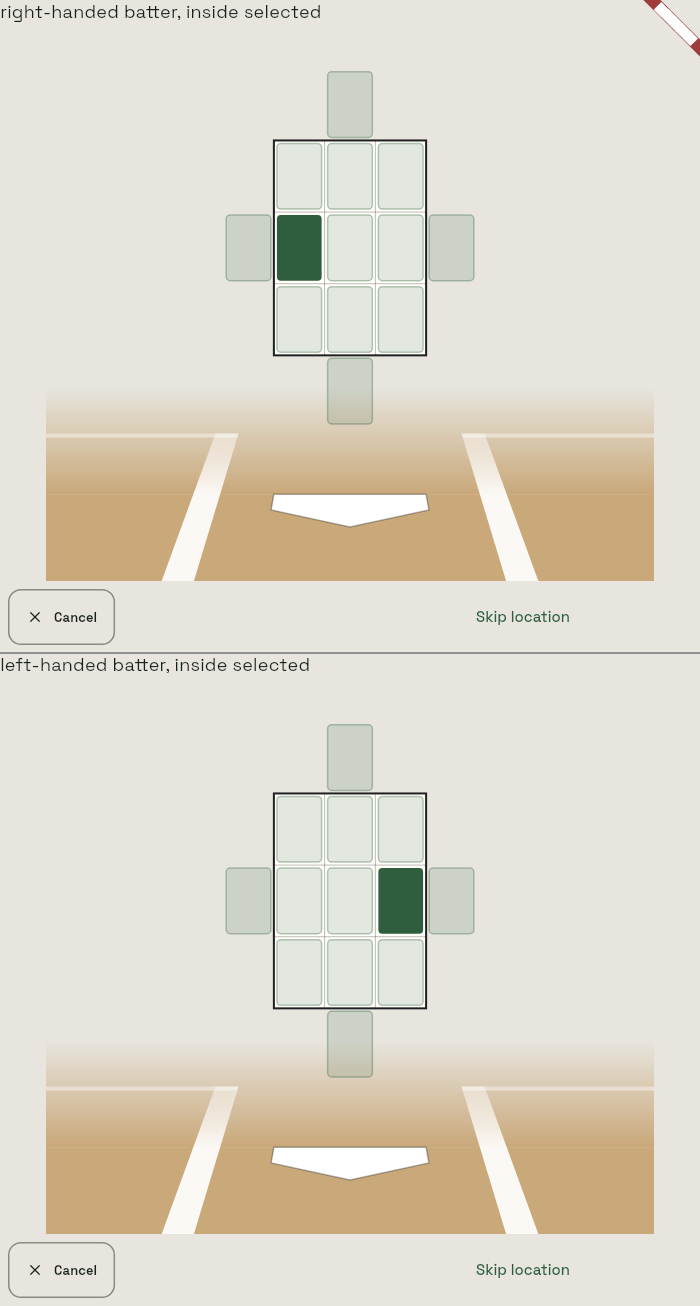 right-handed batter, inside selected
Cancel
Skip location
left-handed batter, inside selected
Cancel
Skip location